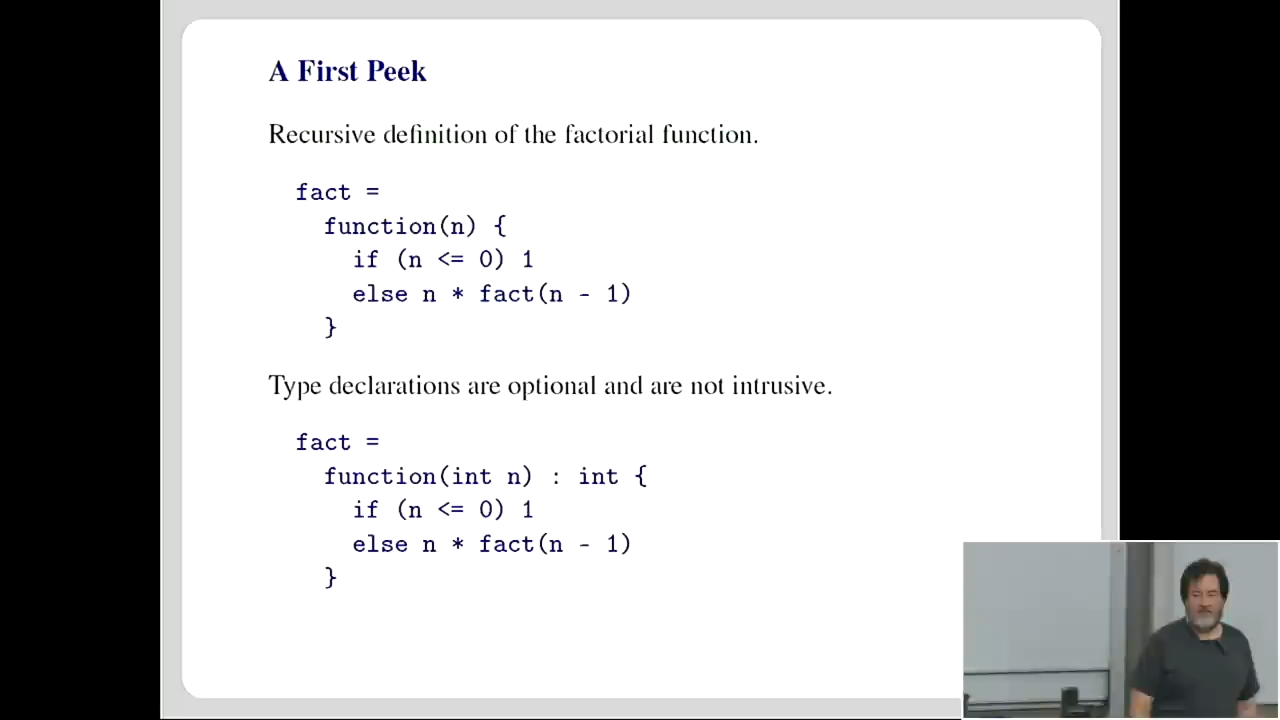 A First Peek
Recursive definition of the factorial function.
fact =
function(n) {
if (n <= 0) 1
else n * fact(n - 1)
}
Type declarations are optional and are not intrusive.
fact =
function(int n) : int {
if (n <= 0) 1
else n * fact(n - 1)
}